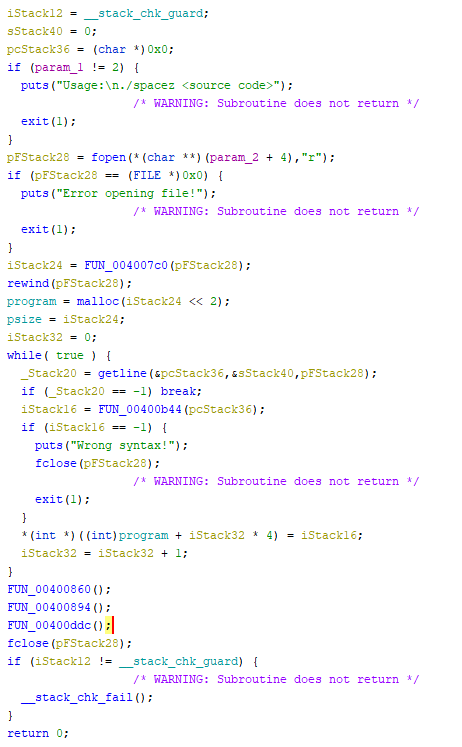 iStack12 = __stack_chk_guard;
sStack40 = 0;
pcStack36 = (char *)0x0;
if (param_1 != 2) {
  puts("Usage:\n./spacez <source code>");
                    /* WARNING: Subroutine does not return */
  exit(1);
}
pFStack28 = fopen(*(char **)(param_2 + 4),"r");
if (pFStack28 == (FILE *)0x0) {
  puts("Error opening file!");
                    /* WARNING: Subroutine does not return */
  exit(1);
}
iStack24 = FUN_004007c0(pFStack28);
rewind(pFStack28);
program = malloc(iStack24 << 2);
psize = iStack24;
iStack32 = 0;
while( true ) {
  _Stack20 = getline(&pcStack36,&sStack40,pFStack28);
  if (_Stack20 == -1) break;
  iStack16 = FUN_00400b44(pcStack36);
  if (iStack16 == -1) {
    puts("Wrong syntax!");
    fclose(pFStack28);
                    /* WARNING: Subroutine does not return */
    exit(1);
  }
  *(int *)((int)program + iStack32 * 4) = iStack16;
  iStack32 = iStack32 + 1;
}
FUN_00400860();
FUN_00400894();
FUN_00400ddc();
fclose(pFStack28);
if (iStack12 != __stack_chk_guard) {
                    /* WARNING: Subroutine does not return */
  __stack_chk_fail();
}
return 0;